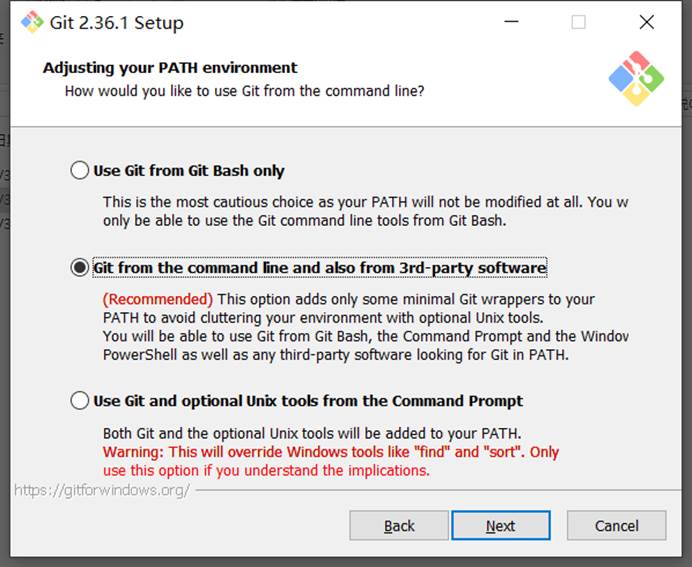 Git 2.36.1 Setup
Adjusting your PATH environment
How would you like to use Git from the command line?
Use Git from Git Bash only
This is the most cautious choice as your PATH will not be modified at all. You w
only be able to use the Git command line tools from Git Bash.
Git from the command line and also from 3rd-party software
(Recommended) This option adds only some minimal Git wrappers to your
PATH to avoid cluttering your environment with optional Unix tools.
You will be able to use Git from Git Bash, the Command Prompt and the Window
PowerShell as well as any third-party software looking for Git in PATH.
Use Git and optional Unix tools from the Command Prompt
Both Git and the optional Unix tools will be added to your PATH.
Warning: This will override Windows tools like "find" and "sort". Only
use this option if you understand the implications.
https://gitforwindows.org/
Back Next Cancel